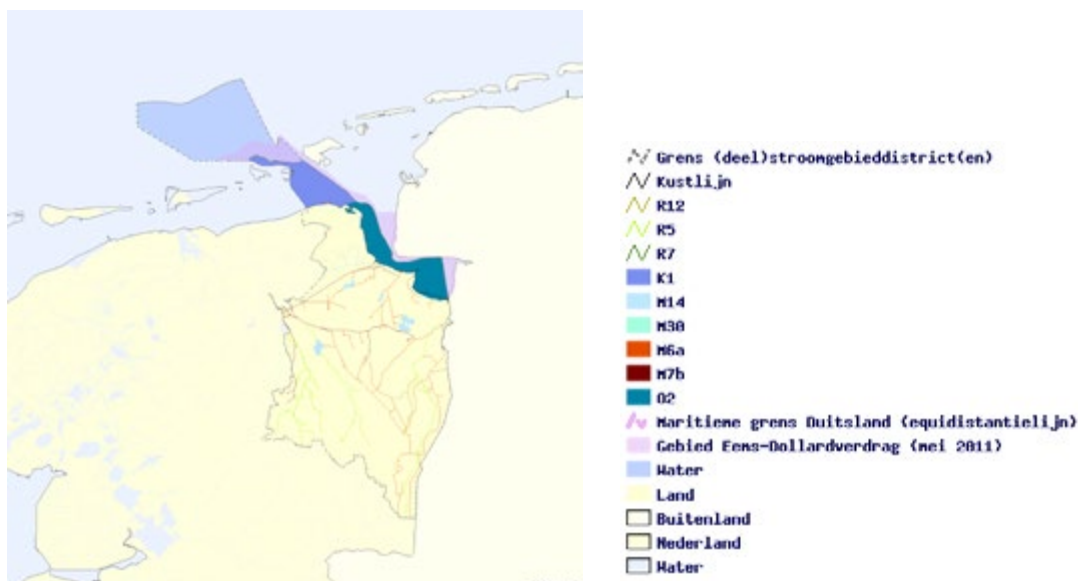 Grens (deel)stroomgebieddistrict(en)
Kustlijn
R12
R5
R7
K1
M14
M30
M6a
M7b
O2
Maritieme grens Duitsland (equidistantielijn)
Gebied Eems-Dollardverdrag (mei 2011)
Water
Land
Buitenland
Nederland
Water